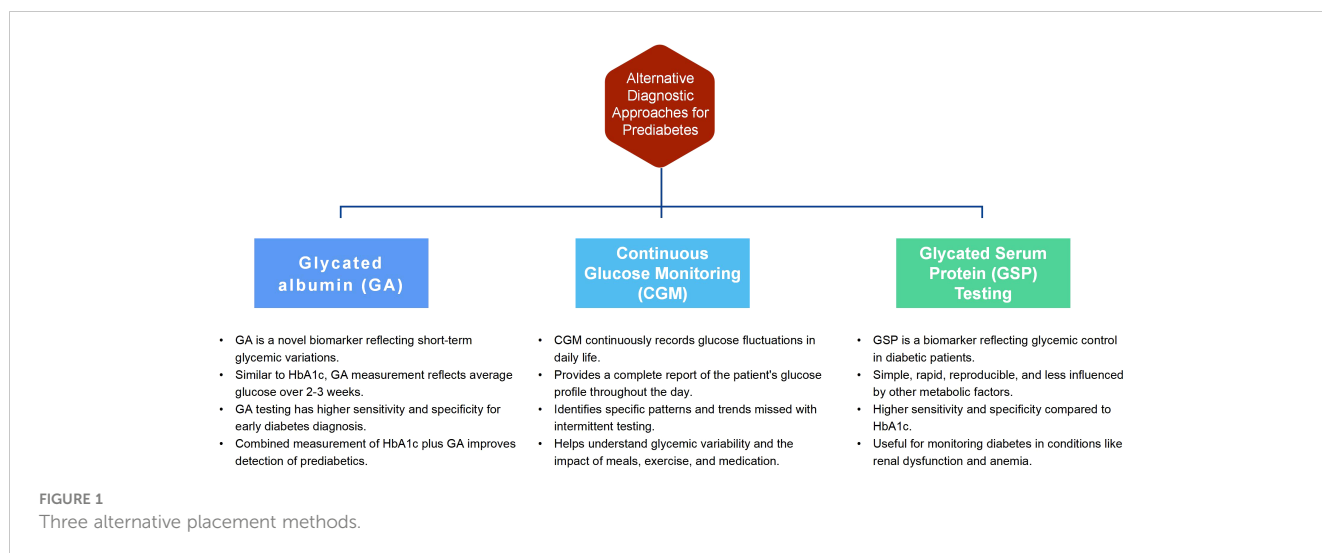 Alternative
Diagnostic
Approaches for
Prediabetes
Glycated
albumin (GA)
• GA is a novel biomarker reflecting short-term
glycemic variations.
• Similar to HbA1c, GA measurement reflects average
glucose over 2-3 weeks.
• GA testing has higher sensitivity and specificity for
early diabetes diagnosis.
• Combined measurement of HbA1c plus GA improves
detection of prediabetics.
Continuous
Glucose Monitoring
(CGM)
• CGM continuously records glucose fluctuations in
daily life.
• Provides a complete report of the patient's glucose
profile throughout the day.
• Identifies specific patterns and trends missed with
intermittent testing.
• Helps understand glycemic variability and the
impact of meals, exercise, and medication.
Glycated Serum
Protein (GSP)
Testing
• GSP is a biomarker reflecting glycemic control
in diabetic patients.
• Simple, rapid, reproducible, and less influenced
by other metabolic factors.
• Higher sensitivity and specificity compared to
HbA1c.
• Useful for monitoring diabetes in conditions like
renal dysfunction and anemia.
FIGURE 1
Three alternative placement methods.